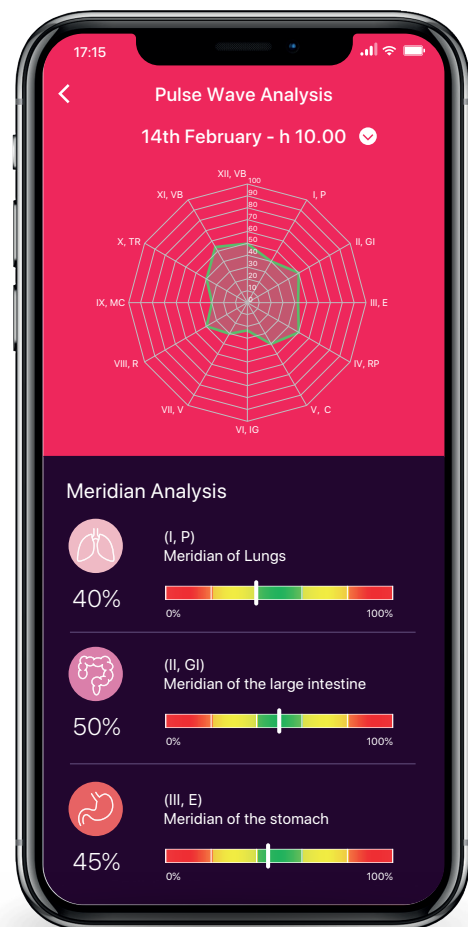 17:15
Pulse Wave Analysis
14th February - h 10.00
XII, VB
100
90
80
70
60
50
40
30
20
10
0
I, P
II, GI
III, E
IV, RP
V, C
VI, IG
VII, V
VIII, R
IX, MC
X, TR
XI, VB
Meridian Analysis
(I, P)
Meridian of Lungs
40%
0% 100%
(II, GI)
Meridian of the large intestine
50%
0% 100%
(III, E)
Meridian of the stomach
45%
0% 100%